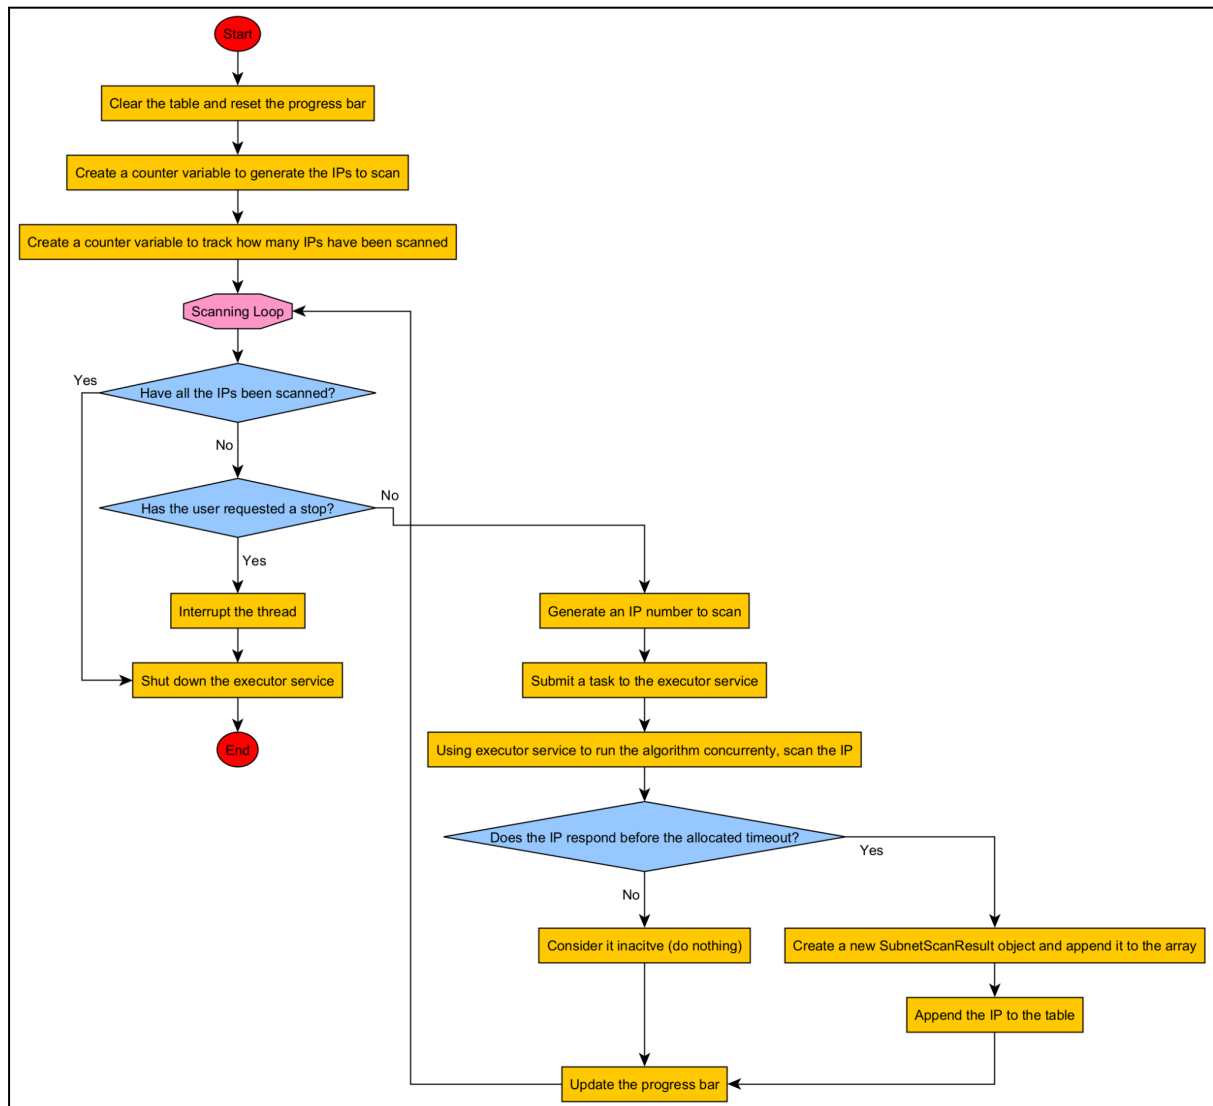 Start
Clear the table and reset the progress bar
Create a counter variable to generate the IPs to scan
Create a counter variable to track how many IPs have been scanned
Scanning Loop
Yes
Have all the IPs been scanned?
No
Has the user requested a stop?
No
Yes
Interrupt the thread
Generate an IP number to scan
Shut down the executor service
Submit a task to the executor service
End
Using executor service to run the algorithm concurrenty, scan the IP
Does the IP respond before the allocated timeout?
Yes
No
Consider it inacitve (do nothing)
Create a new SubnetScanResult object and append it to the array
Append the IP to the table
Update the progress bar